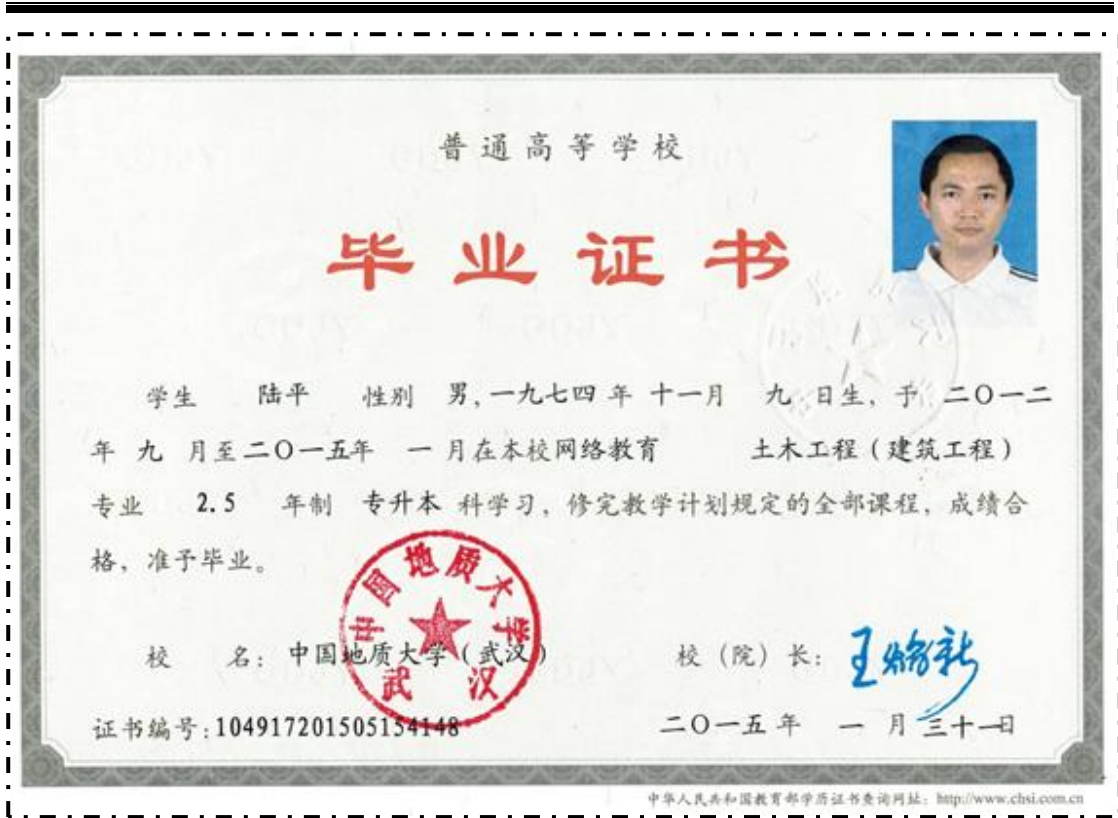 普通高等学校
毕业证书
学生 陆平 性别 男,一九七四年 十一月 九 日生,于 二〇一二
年 九 月至二〇一五年 一 月在本校网络教育 土木工程(建筑工程)
专业 2.5 年制 专升本 科学习,修完教学计划规定的全部课程,成绩合
格,准予毕业。
中国地质大学
武汉
校 名:中国地质大学(武汉) 校(院)长:
证书编号:104917201505154148 二〇一五年 一 月三十一日
中华人民共和国教育部学历证书查询网址:http://www.chsi.com.cn